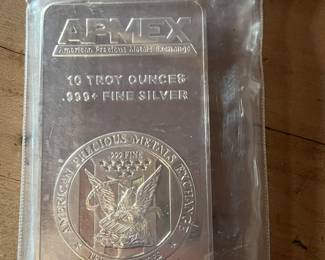 APMEX
American Precious Metals Exchange
10 TROY OUNCES
.999+ FINE SILVER
AMERICAN PRECIOUS METALS EXCHANGE
.999 FINE